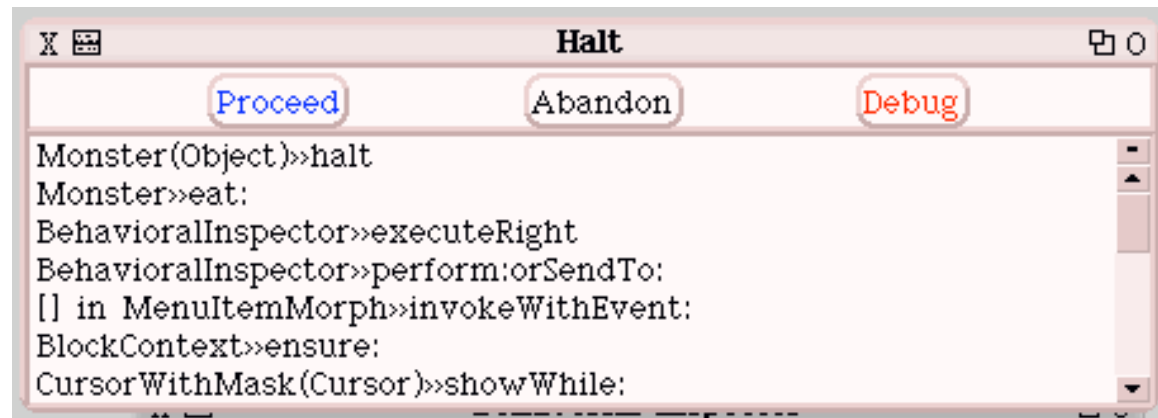 X Halt O
Proceed Abandon Debug
Monster(Object)»halt
Monster»eat:
BehavioralInspector»executeRight
BehavioralInspector»perform:orSendTo:
[] in MenuItemMorph»invokeWithEvent:
BlockContext»ensure:
CursorWithMask(Cursor)»showWhile: